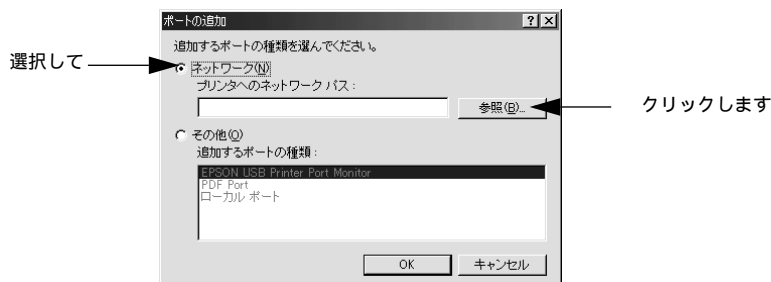 ポートの追加
追加するポートの種類を選んでください。
選択して
ネットワーク(N)
プリンタへのネットワーク パス:
参照(B)...
クリックします
その他(O)
追加するポートの種類:
EPSON USB Printer Port Monitor
PDF Port
ローカル ポート
OK
キャンセル